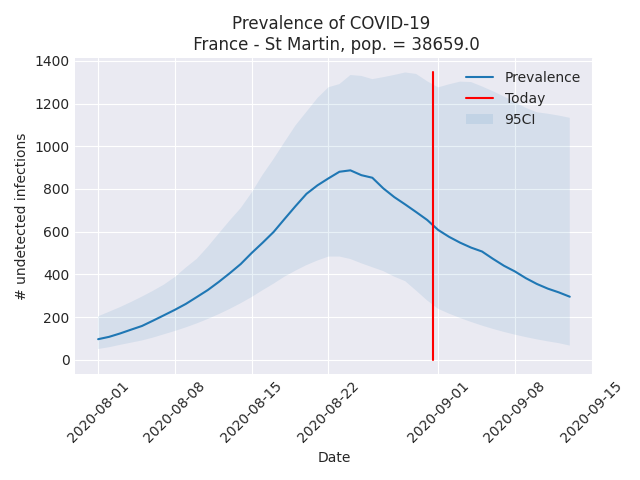 Prevalence of COVID-19
France - St Martin, pop. = 38659.0
1400
1200
1000
800
600
400
200
0
# undetected infections
Prevalence
Today
95CI
2020-08-01
2020-08-08
2020-08-15
2020-08-22
2020-09-01
2020-09-08
2020-09-15
Date